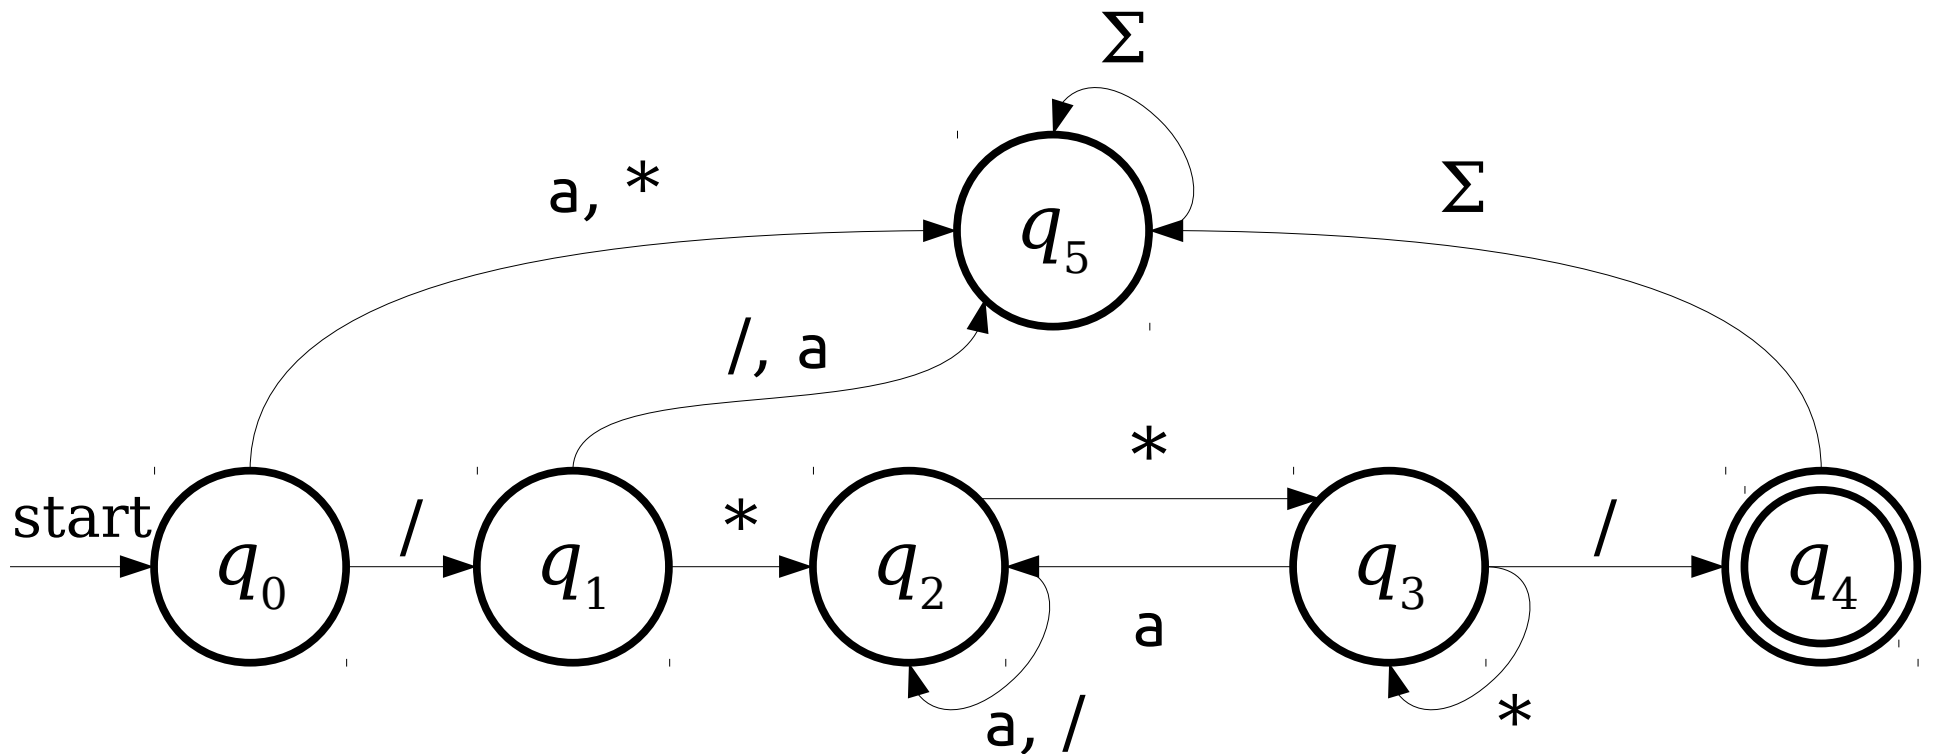 Σ
a, *
Σ
q5
/, a
*
start
/
*
/
q0
q1
q2
q3
q4
a
a, /
*